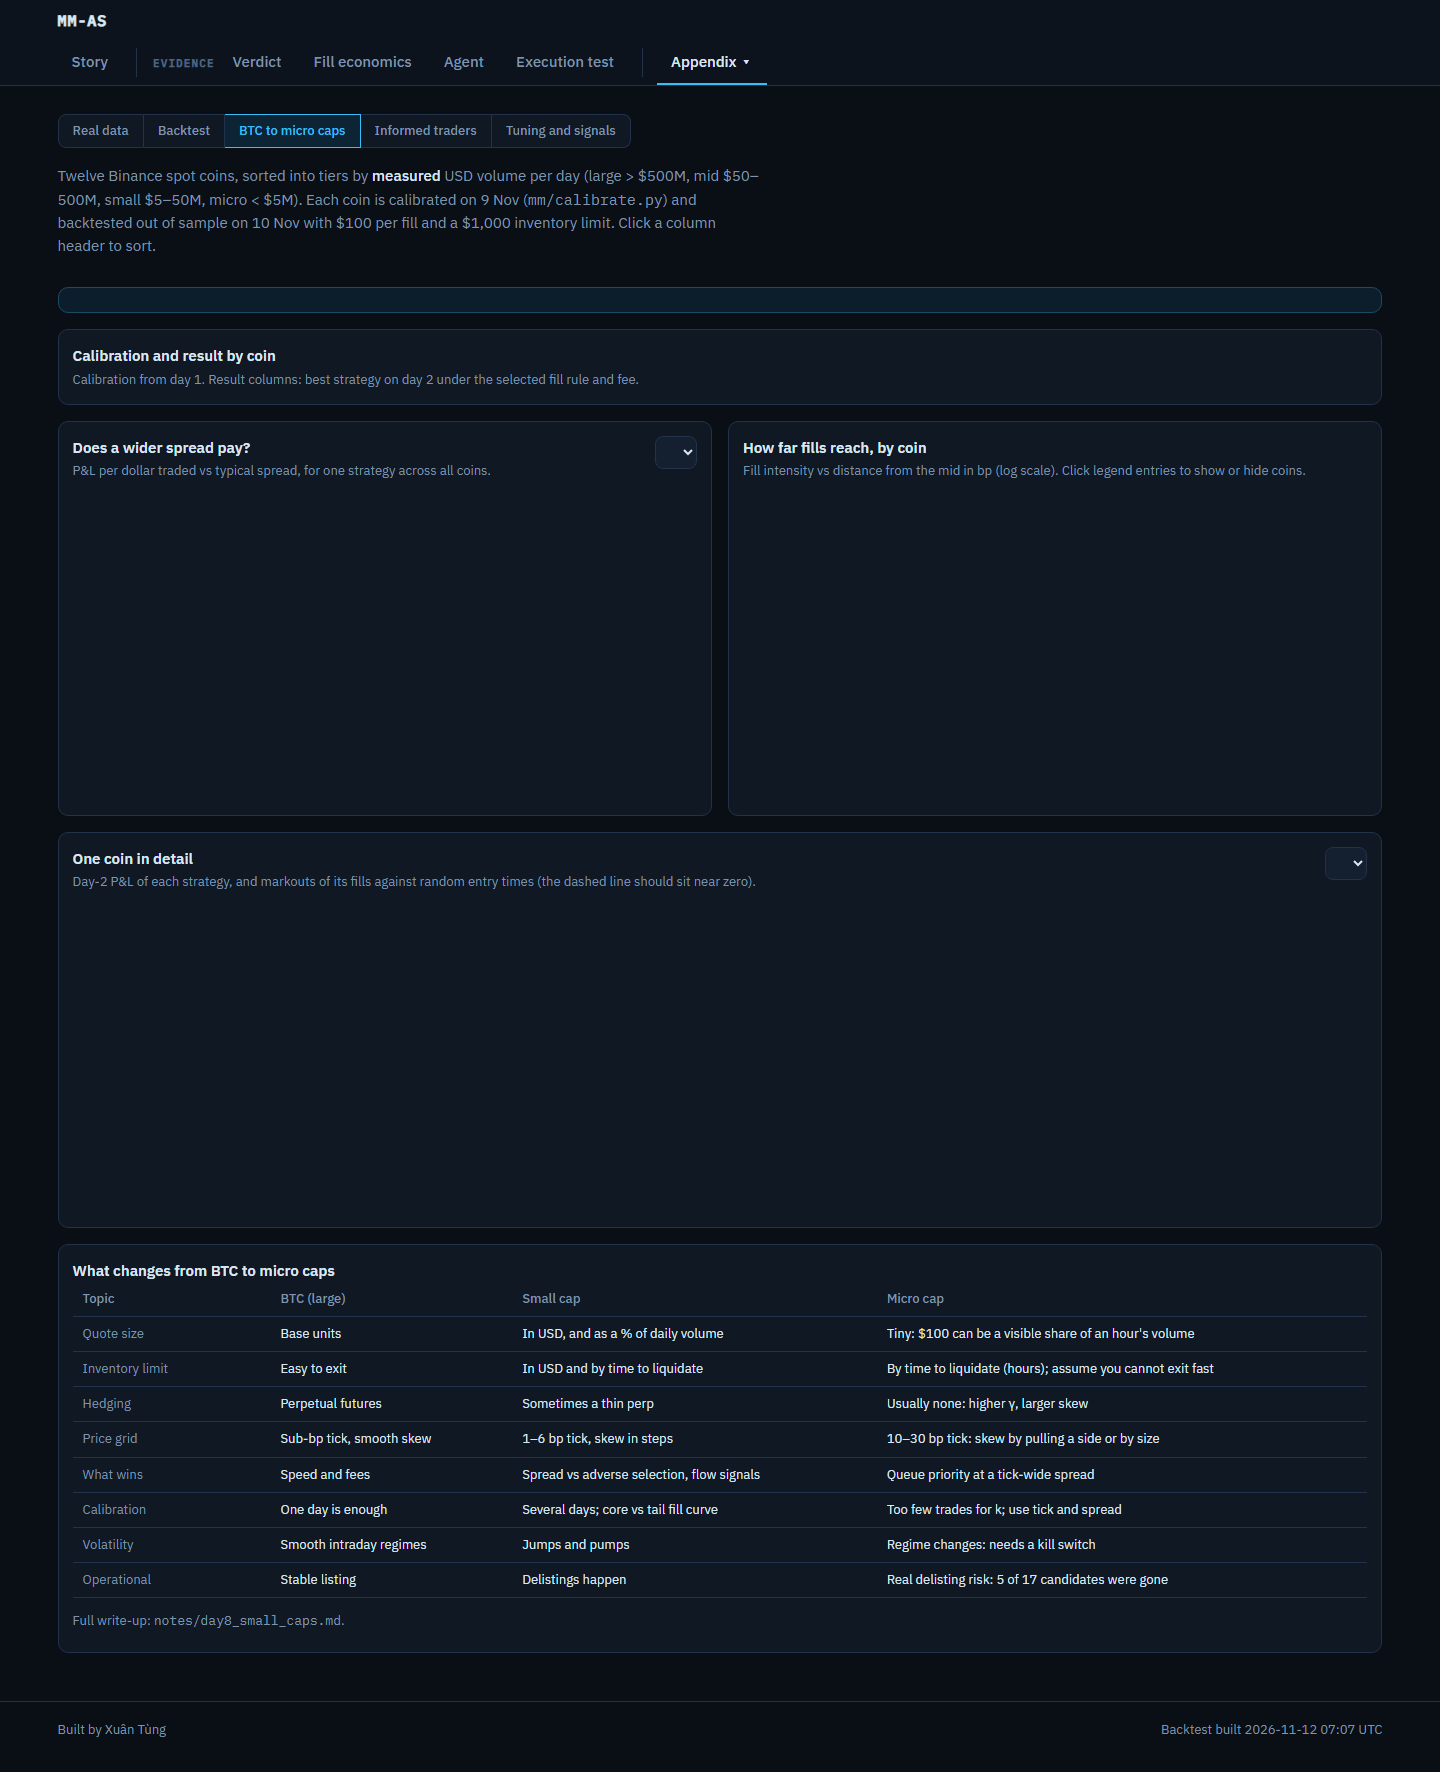 MM-AS
Story
EVIDENCE
Verdict
Fill economics
Agent
Execution test
Appendix ▾
Real data
Backtest
BTC to micro caps
Informed traders
Tuning and signals
Twelve Binance spot coins, sorted into tiers by measured USD volume per day (large > $500M, mid $50–
500M, small $5–50M, micro < $5M). Each coin is calibrated on 9 Nov (mm/calibrate.py) and
backtested out of sample on 10 Nov with $100 per fill and a $1,000 inventory limit. Click a column
header to sort.
Calibration and result by coin
Calibration from day 1. Result columns: best strategy on day 2 under the selected fill rule and fee.
Does a wider spread pay?
P&L per dollar traded vs typical spread, for one strategy across all coins.
How far fills reach, by coin
Fill intensity vs distance from the mid in bp (log scale). Click legend entries to show or hide coins.
One coin in detail
Day-2 P&L of each strategy, and markouts of its fills against random entry times (the dashed line should sit near zero).
What changes from BTC to micro caps
Topic BTC (large) Small cap Micro cap
Quote size Base units In USD, and as a % of daily volume Tiny: $100 can be a visible share of an hour's volume
Inventory limit Easy to exit In USD and by time to liquidate By time to liquidate (hours); assume you cannot exit fast
Hedging Perpetual futures Sometimes a thin perp Usually none: higher γ, larger skew
Price grid Sub-bp tick, smooth skew 1–6 bp tick, skew in steps 10–30 bp tick: skew by pulling a side or by size
What wins Speed and fees Spread vs adverse selection, flow signals Queue priority at a tick-wide spread
Calibration One day is enough Several days; core vs tail fill curve Too few trades for k; use tick and spread
Volatility Smooth intraday regimes Jumps and pumps Regime changes: needs a kill switch
Operational Stable listing Delistings happen Real delisting risk: 5 of 17 candidates were gone
Full write-up: notes/day8_small_caps.md.
Built by Xuân Tùng
Backtest built 2026-11-12 07:07 UTC